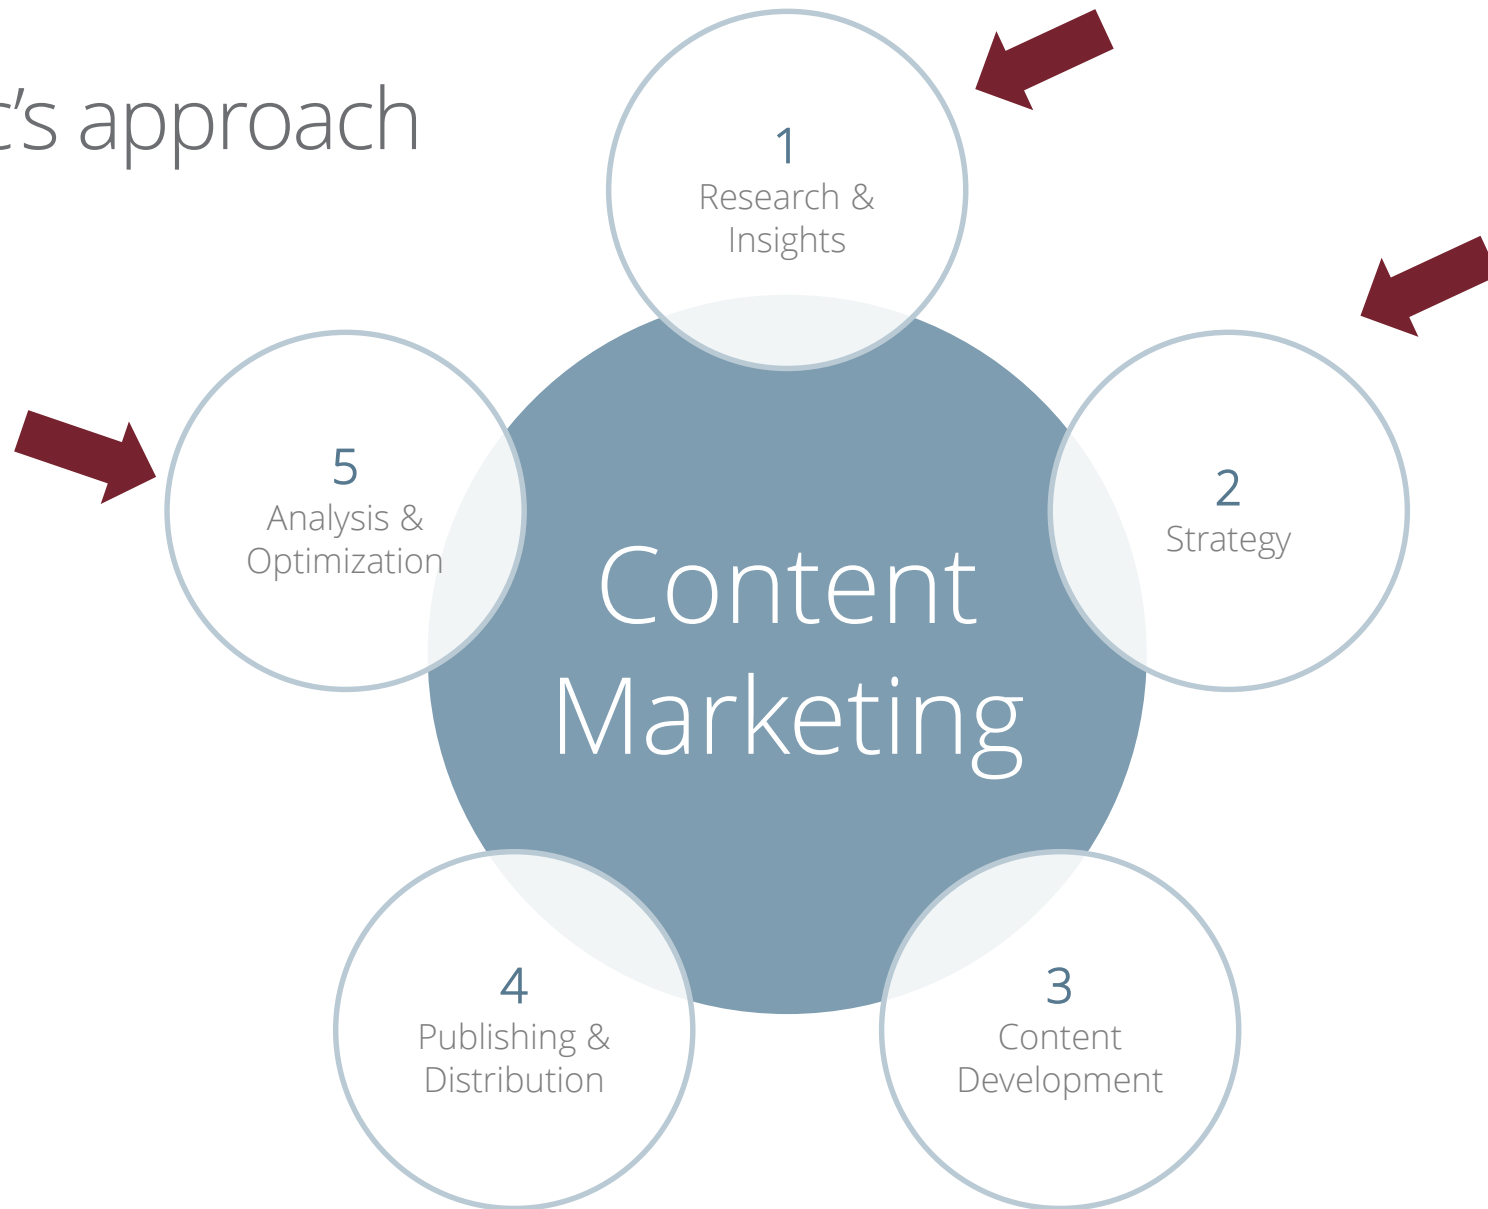 c's approach
1
Research &
Insights
2
Strategy
3
Content
Development
4
Publishing &
Distribution
5
Analysis &
Optimization
Content
Marketing